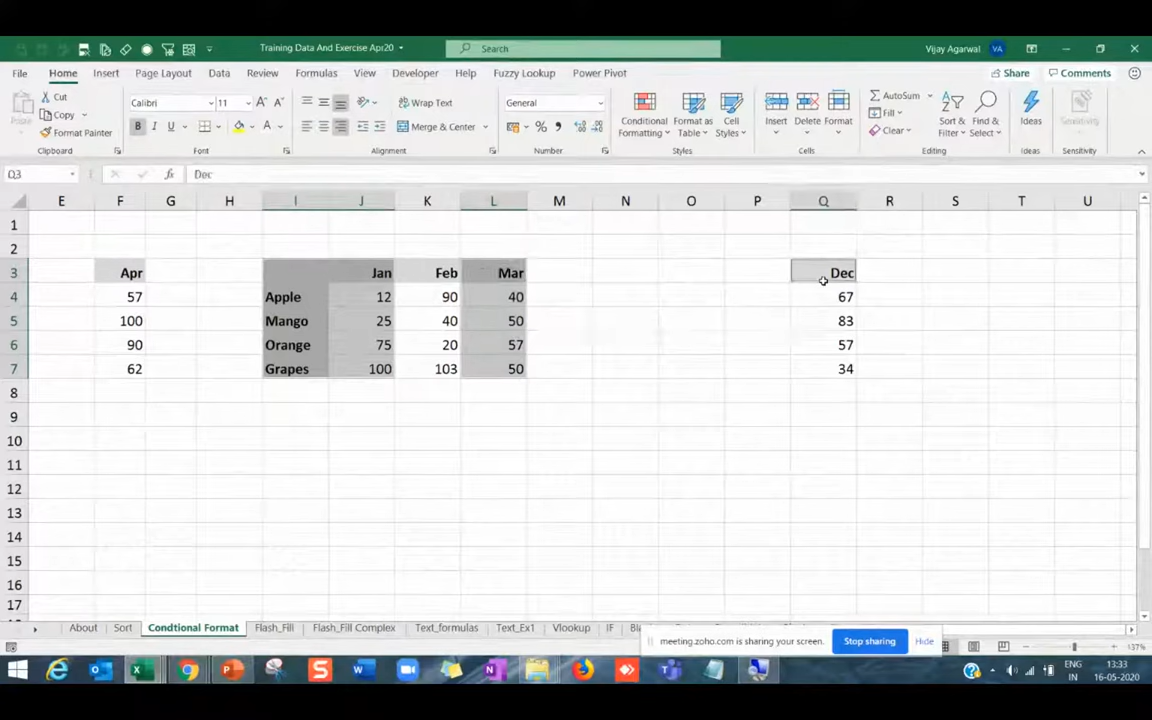 Training Data And Exercise Apr20
Search
Vijay Agarwal
VA
File Home Insert Page Layout Data Review Formulas View Developer Help Fuzzy Lookup Power Pivot
Share
Comments
Paste
Cut
Copy
Format Painter
Calibri
11
B I U
Wrap Text
Merge & Center
General
Conditional Formatting
Format as Table
Cell Styles
Insert
Delete
Format
AutoSum
Fill
Clear
Sort & Filter
Find & Select
Ideas
Sensitivity
Clipboard Font Alignment Number Styles Cells Editing Ideas Sensitivity
Q3
fx
Dec
E F G H I J K L M N O P Q R S T U
1
2
3 Apr Jan Feb Mar Dec
4 57 Apple 12 90 40 67
5 100 Mango 25 40 50 83
6 90 Orange 75 20 57 57
7 62 Grapes 100 103 50 34
8
9
10
11
12
13
14
15
16
17
About Sort Condtional Format Flash_Fill Flash_Fill Complex Text_formulas Text_Ex1 Vlookup IF
meeting.zoho.com is sharing your screen.
Stop sharing
Hide
137%
ENG
IN
13:33
16-05-2020